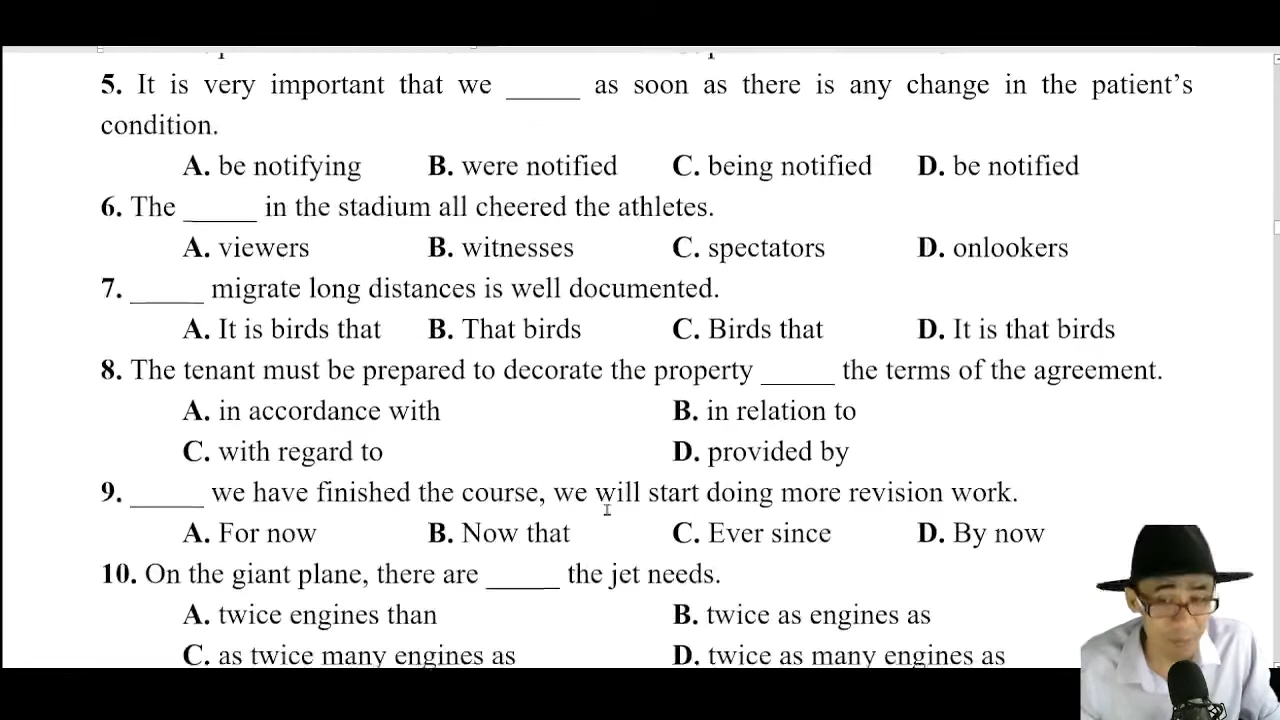 5. It is very important that we _____ as soon as there is any change in the patient's
condition.
A. be notifying B. were notified C. being notified D. be notified
6. The _____ in the stadium all cheered the athletes.
A. viewers B. witnesses C. spectators D. onlookers
7. _____ migrate long distances is well documented.
A. It is birds that B. That birds C. Birds that D. It is that birds
8. The tenant must be prepared to decorate the property _____ the terms of the agreement.
A. in accordance with B. in relation to
C. with regard to D. provided by
9. _____ we have finished the course, we will start doing more revision work.
A. For now B. Now that C. Ever since D. By now
10. On the giant plane, there are _____ the jet needs.
A. twice engines than B. twice as engines as
C. as twice many engines as D. twice as many engines as